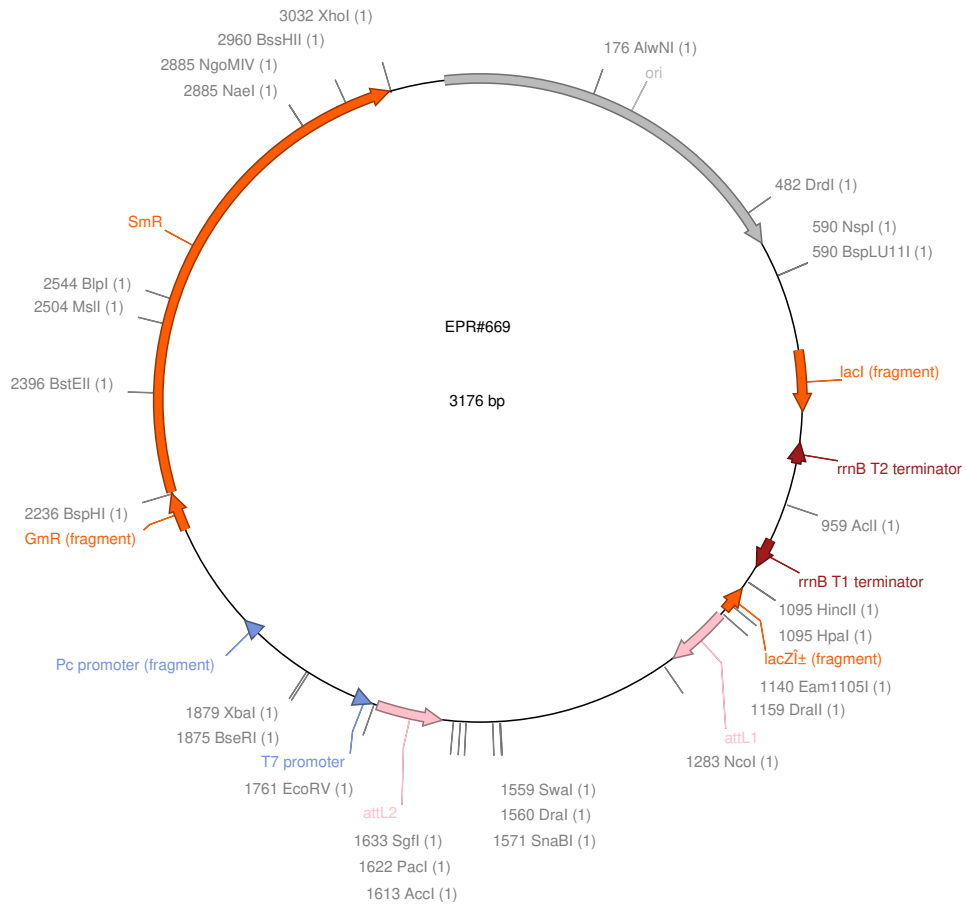 3032 XhoI (1)
2960 BssHII (1)
2885 NgoMIV (1)
2885 NaeI (1)
176 AlwNI (1)
ori
482 DrdI (1)
590 NspI (1)
590 BspLU11I (1)
SmR
2544 BlpI (1)
2504 MslI (1)
2396 BstEII (1)
EPR#669
3176 bp
lacI (fragment)
rrnB T2 terminator
959 AclI (1)
rrnB T1 terminator
1095 HincII (1)
1095 HpaI (1)
lacZÎ± (fragment)
1140 Eam1105I (1)
1159 DraII (1)
attL1
1283 NcoI (1)
2236 BspHI (1)
GmR (fragment)
Pc promoter (fragment)
1879 XbaI (1)
1875 BseRI (1)
T7 promoter
1761 EcoRV (1)
attL2
1559 SwaI (1)
1560 DraI (1)
1571 SnaBI (1)
1633 SgfI (1)
1622 PacI (1)
1613 AccI (1)